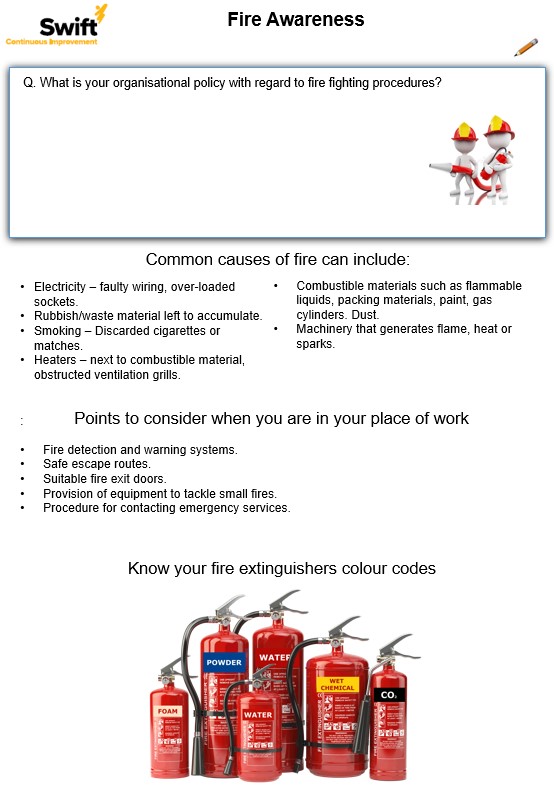 Swift
Continuous Improvement
Fire Awareness
Q. What is your organisational policy with regard to fire fighting procedures?
Common causes of fire can include:
• Electricity – faulty wiring, over-loaded
sockets.
• Rubbish/waste material left to accumulate.
• Smoking – Discarded cigarettes or
matches.
• Heaters – next to combustible material,
obstructed ventilation grills.
• Combustible materials such as flammable
liquids, packing materials, paint, gas
cylinders. Dust.
• Machinery that generates flame, heat or
sparks.
: Points to consider when you are in your place of work
• Fire detection and warning systems.
• Safe escape routes.
• Suitable fire exit doors.
• Provision of equipment to tackle small fires.
• Procedure for contacting emergency services.
Know your fire extinguishers colour codes
POWDER
WATER
WET
CHEMICAL
CO₂
FOAM
WATER
FIRE EXTINGUISHER